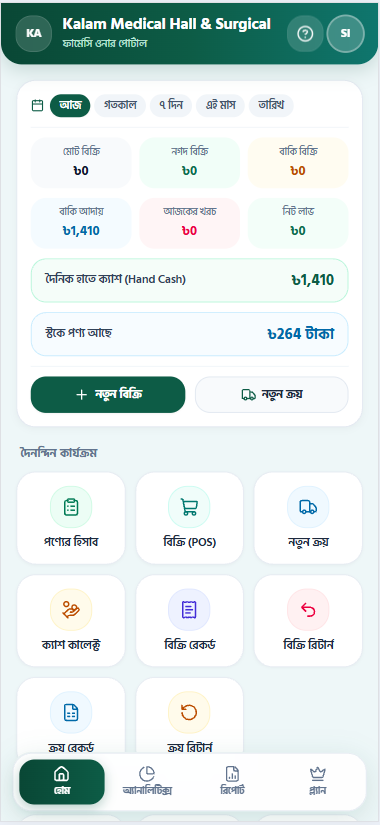 KA
Kalam Medical Hall & Surgical
ফার্মেসি ওনার পোর্টাল
SI
আজ
গতকাল
৭ দিন
এই মাস
তারিখ
মোট বিক্রি
নগদ বিক্রি
বাকি বিক্রি
৳0
৳0
৳0
বাকি আদায়
আজকের খরচ
নিট লাভ
৳1,410
৳0
৳0
দৈনিক হাতে ক্যাশ (Hand Cash)
৳1,410
স্টকে পণ্য আছে
৳264 টাকা
নতুন বিক্রি
নতুন ক্রয়
দৈনন্দিন কার্যক্রম
পণ্যের হিসাব
বিক্রি (POS)
নতুন ক্রয়
ক্যাশ কালেক্ট
বিক্রি রেকর্ড
বিক্রি রিটার্ন
ক্রয় রেকর্ড
ক্রয় রিটার্ন
হোম
অ্যানালিটিক্স
রিপোর্ট
প্ল্যান